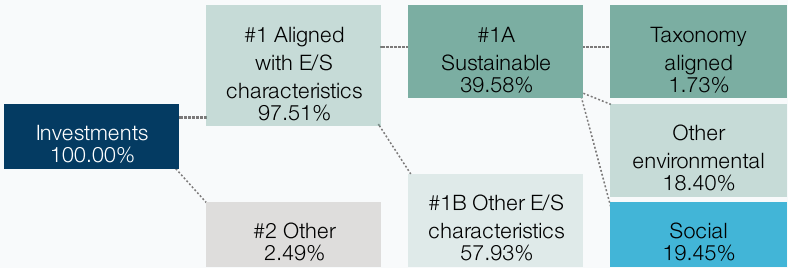 Investments
100.00%
#1 Aligned
with E/S
characteristics
97.51%
#2 Other
2.49%
#1A
Sustainable
39.58%
#1B Other E/S
characteristics
57.93%
Taxonomy
aligned
1.73%
Other
environmental
18.40%
Social
19.45%